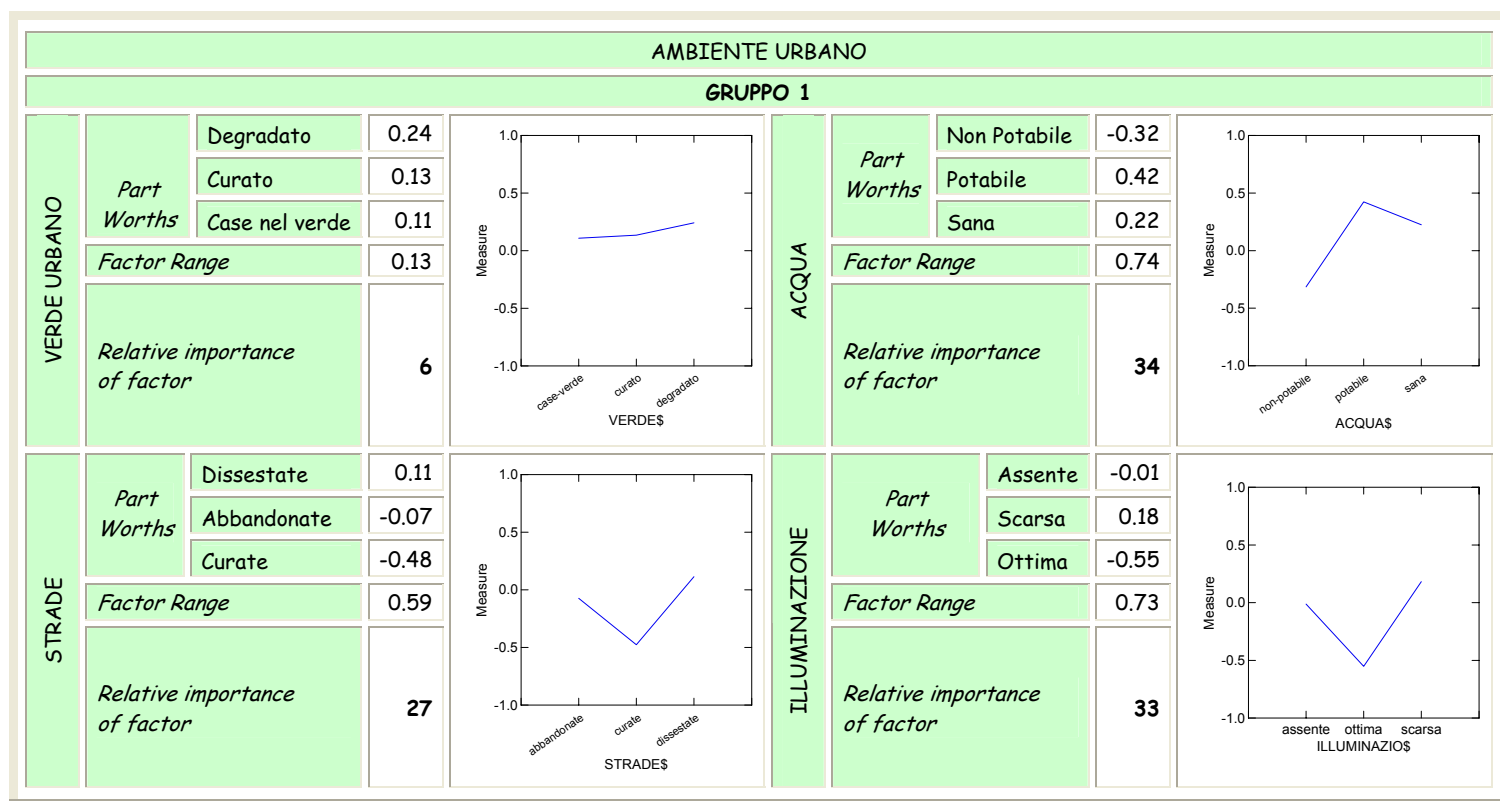 AMBIENTE URBANO
GRUPPO 1
VERDE URBANO
Part
Worths
Degradato 0.24
Curato 0.13
Case nel verde 0.11
Factor Range 0.13
Relative importance
of factor
6
1.0
0.5
0.0
-0.5
-1.0
Measure
case-verde curato degradato
VERDE$
ACQUA
Part
Worths
Non Potabile -0.32
Potabile 0.42
Sana 0.22
Factor Range 0.74
Relative importance
of factor
34
1.0
0.5
0.0
-0.5
-1.0
Measure
non-potabile potabile sana
ACQUA$
STRADE
Part
Worths
Dissestate 0.11
Abbandonate -0.07
Curate -0.48
Factor Range 0.59
Relative importance
of factor
27
1.0
0.5
0.0
-0.5
-1.0
Measure
abbandonate curate dissestate
STRADE$
ILLUMINAZIONE
Part
Worths
Assente -0.01
Scarsa 0.18
Ottima -0.55
Factor Range 0.73
Relative importance
of factor
33
1.0
0.5
0.0
-0.5
-1.0
Measure
assente ottima scarsa
ILLUMINAZIO$